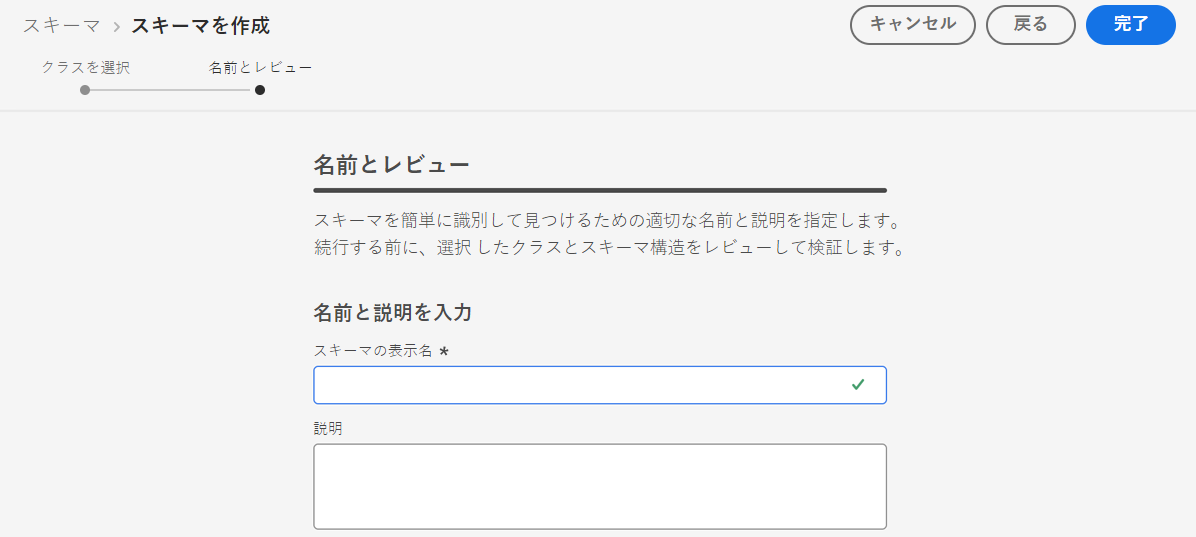 スキーマ > スキーマを作成
キャンセル 戻る 完了
クラスを選択 名前とレビュー
名前とレビュー
スキーマを簡単に識別して見つけるための適切な名前と説明を指定します。
続行する前に、選択 したクラスとスキーマ構造をレビューして検証します。
名前と説明を入力
スキーマの表示名 *
説明